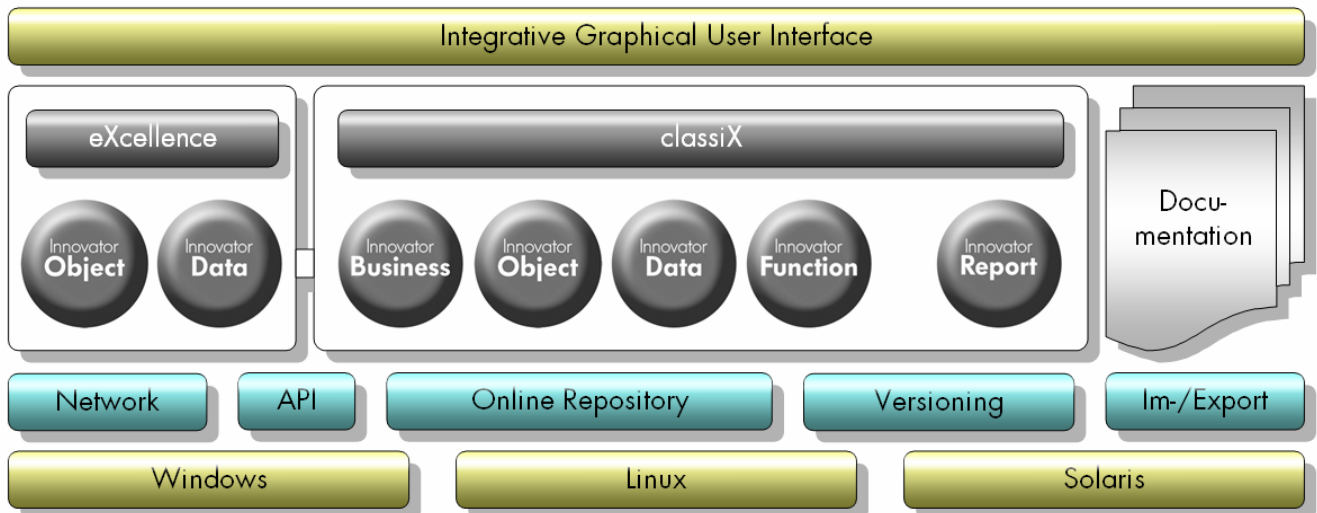 Integrative Graphical User Interface
eXcellence
classiX
Docu-
mentation
Innovator
Object
Innovator
Data
Innovator
Business
Innovator
Object
Innovator
Data
Innovator
Function
Innovator
Report
Network
API
Online Repository
Versioning
Im-/Export
Windows
Linux
Solaris